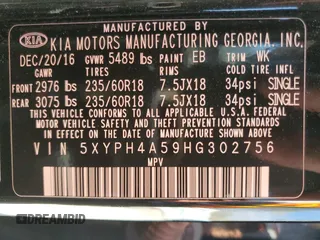 MANUFACTURED BY
KIA KIA MOTORS MANUFACTURING GEORGIA, INC.
DEC/20/16 GVWR 5489 lbs PAINT EB TRIM WK
GAWR TIRES RIMS COLD TIRE INFLATION
FRONT 2976 lbs 235/60R18 7.5JX18 34psi SINGLE
REAR 3075 lbs 235/60R18 7.5JX18 34psi SINGLE
THIS VEHICLE CONFORMS TO ALL APPLICABLE U.S.A. FEDERAL
MOTOR VEHICLE SAFETY AND THEFT PREVENTION STANDARDS
IN EFFECT ON THE DATE OF MANUFACTURE SHOWN ABOVE.
VIN 5XYPH4A59HG302756
MPV
DREAMBID